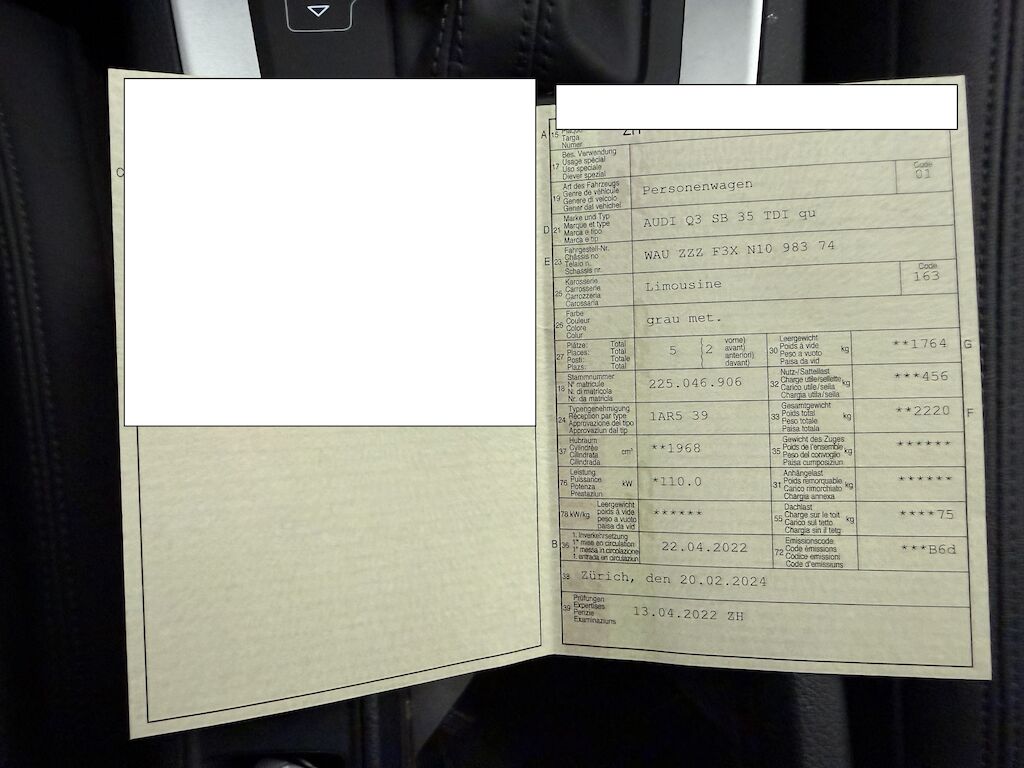 C
A
15
Targa
Numer
ZH
17
Bes. Verwendung
Usage spécial
Uso speciale
Diever spezial
19
Art des Fahrzeugs
Genre de véhicule
Genere di veicolo
Gener dal vehichel
Personenwagen
Code
01
D
21
Marke und Typ
Marque et type
Marca e tipo
Marca e tip
AUDI Q3 SB 35 TDI qu
E
23
Fahrgestell-Nr.
Châssis no
Telaio n.
Schassis nr.
WAU ZZZ F3X N10 983 74
25
Karosserie
Carrosserie
Carrozzeria
Carossaria
Limousine
Code
163
26
Farbe
Couleur
Colore
Colur
grau met.
27
Plätze: Total
Places: Total
Posti: Totale
Plazs: Total
5
(2
vorne)
avant)
anteriori)
davant)
30
Leergewicht
Poids à vide
Peso a vuoto
Paisa da vid
kg
**1764
G
18
Stammnummer
N° matricule
N. di matricola
Nr. da matricla
225.046.906
32
Nutz-/Sattellast
Charge utile/sellette
Carico utile/sella
Chargia utila/sella
kg
***456
24
Typengenehmigung
Réception par type
Approvazione del tipo
Approvaziun dal tip
1AR5 39
33
Gesamtgewicht
Poids total
Peso totale
Paisa totala
kg
**2220
F
37
Hubraum
Cylindrée
Cilindrata
Cilindrada
cm³
**1968
35
Gewicht des Zuges
Poids de l'ensemble
Peso del convoglio
Paisa cumposiziun
kg
******
76
Leistung
Puissance
Potenza
Prestaziun
kW
*110.0
31
Anhängelast
Poids remorquable
Carico rimorchiato
Chargia annexa
kg
******
78 kW/kg
Leergewicht
poids à vide
peso a vuoto
paisa da vid
******
55
Dachlast
Charge sur le toit
Carico sul tetto
Chargia sin il tetg
kg
****75
B
36
1. Inverkehrsetzung
1re mise en circulation
1a messa in circolazione
1. entrada en circulaziun
22.04.2022
72
Emissionscode
Code émissions
Codice emissioni
Code d'emissiuns
***B6d
38
Zürich, den 20.02.2024
39
Prüfungen
Expertises
Perizie
Examinaziuns
13.04.2022 ZH